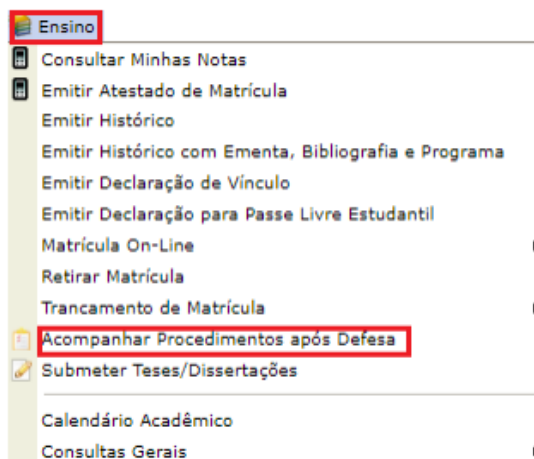 Ensino
Consultar Minhas Notas
Emitir Atestado de Matrícula
Emitir Histórico
Emitir Histórico com Ementa, Bibliografia e Programa
Emitir Declaração de Vínculo
Emitir Declaração para Passe Livre Estudantil
Matrícula On-Line
Retirar Matrícula
Trancamento de Matrícula
Acompanhar Procedimentos após Defesa
Submeter Teses/Dissertações
Calendário Acadêmico
Consultas Gerais